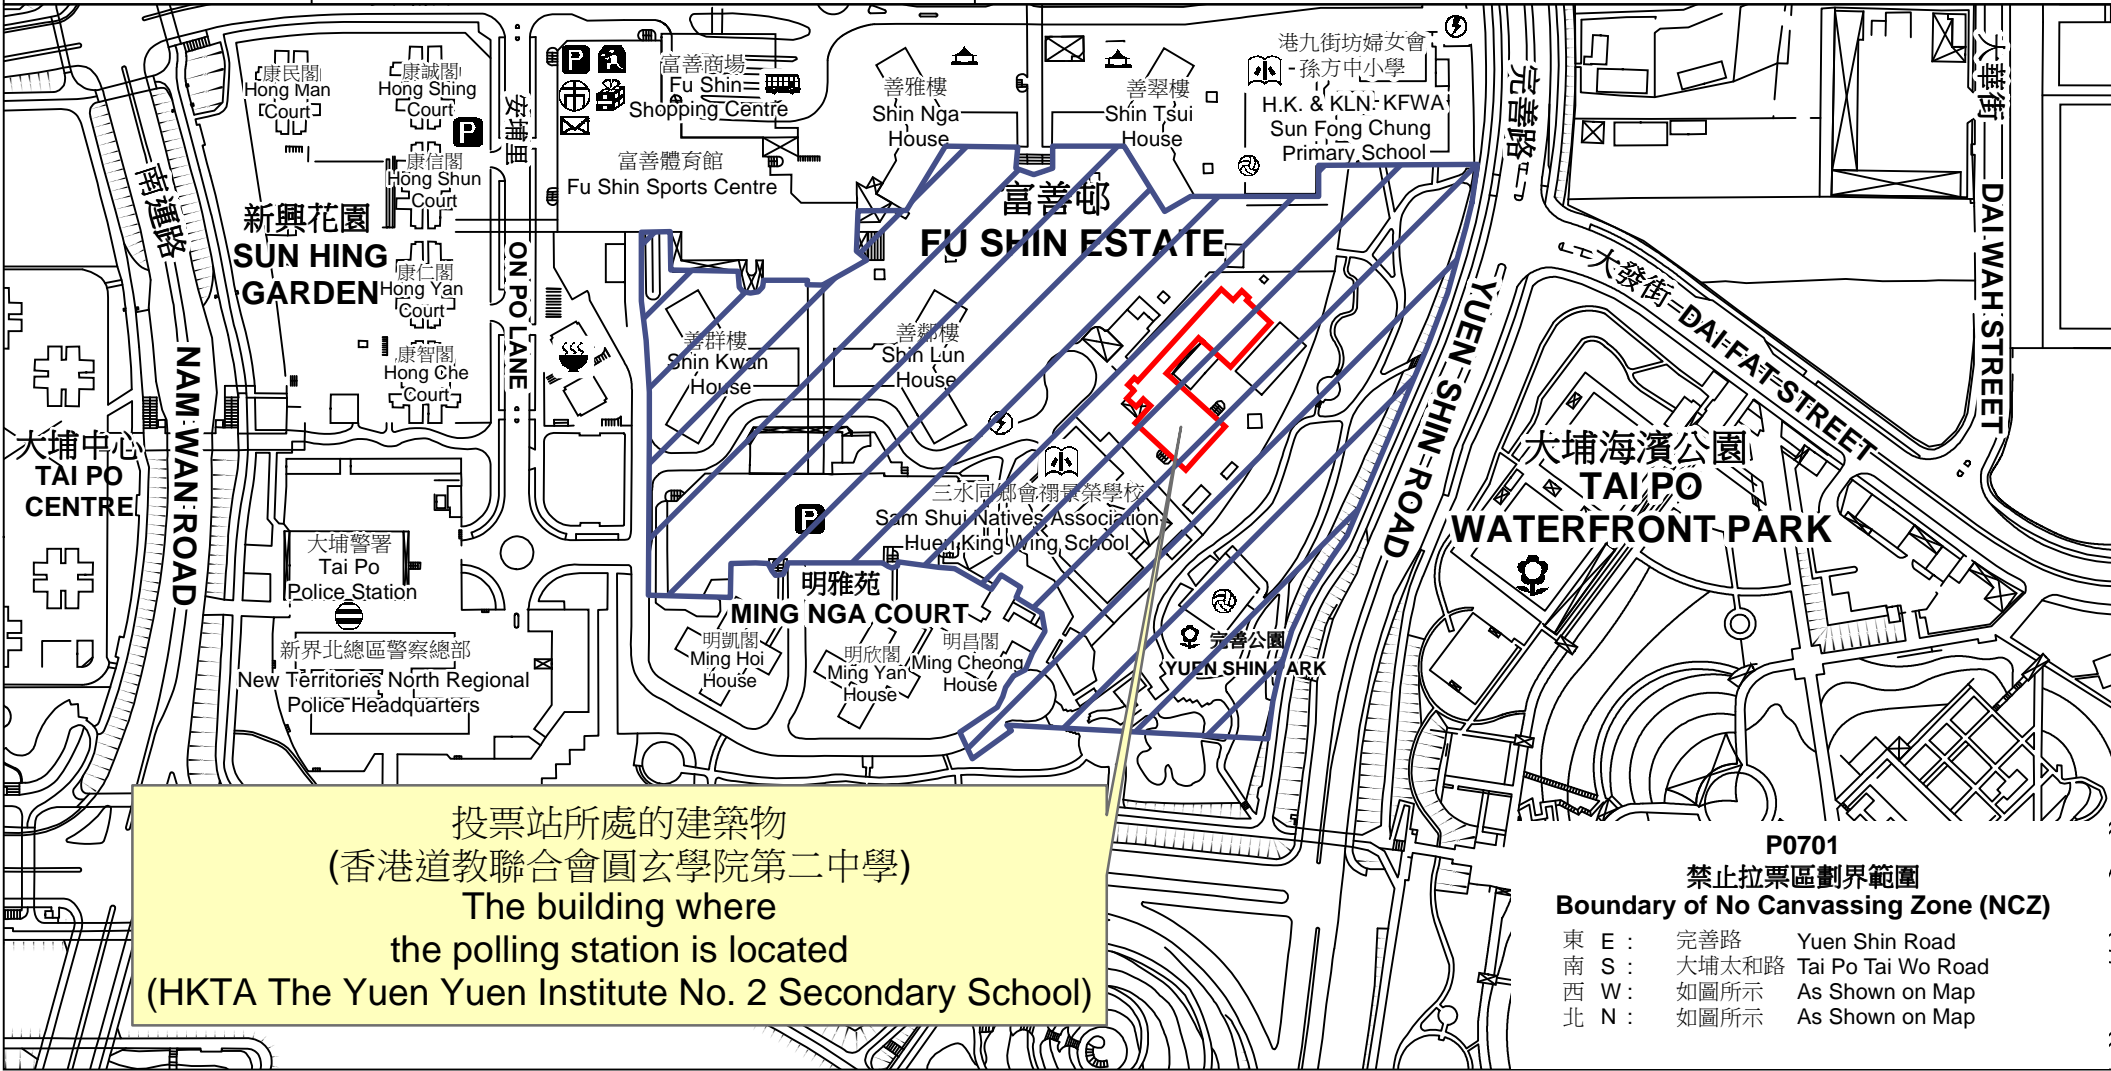 康民閣
Hong Man
Court
康誠閣
Hong Shing
Court
P
安埔里
康信閣
Hong Shun
Court
南運路
新興花園
SUN HING
GARDEN
康仁閣
Hong Yan
Court
ON PO LANE
康智閣
Hong Che
Court
NAM WAN ROAD
大埔中心
TAI PO
CENTRE
大埔警署
Tai Po
Police Station
新界北總區警察總部
New Territories North Regional
Police Headquarters
P
富善商場
Fu Shin
Shopping Centre
富善體育館
Fu Shin Sports Centre
善雅樓
Shin Nga
House
善翠樓
Shin Tsui
House
港九街坊婦女會
-孫方中小學
小
H.K. & KLN. KFWA
Sun Fong Chung
Primary School
富善邨
FU SHIN ESTATE
善群樓
Shin Kwan
House
善鄰樓
Shin Lun
House
小
三水同鄉會禤景榮學校
Sam Shui Natives Association
Huen King Wing School
P
明雅苑
MING NGA COURT
明凱閣
Ming Hoi
House
明欣閣
Ming Yan
House
明昌閣
Ming Cheong
House
完善公園
YUEN SHIN PARK
完善路
YUEN SHIN ROAD
大發街 DAI FAT STREET
大華街
DAI WAH STREET
大埔海濱公園
TAI PO
WATERFRONT PARK
投票站所處的建築物
(香港道教聯合會圓玄學院第二中學)
The building where
the polling station is located
(HKTA The Yuen Yuen Institute No. 2 Secondary School)
P0701
禁止拉票區劃界範圍
Boundary of No Canvassing Zone (NCZ)
東 E : 完善路 Yuen Shin Road
南 S : 大埔太和路 Tai Po Tai Wo Road
西 W : 如圖所示 As Shown on Map
北 N : 如圖所示 As Shown on Map